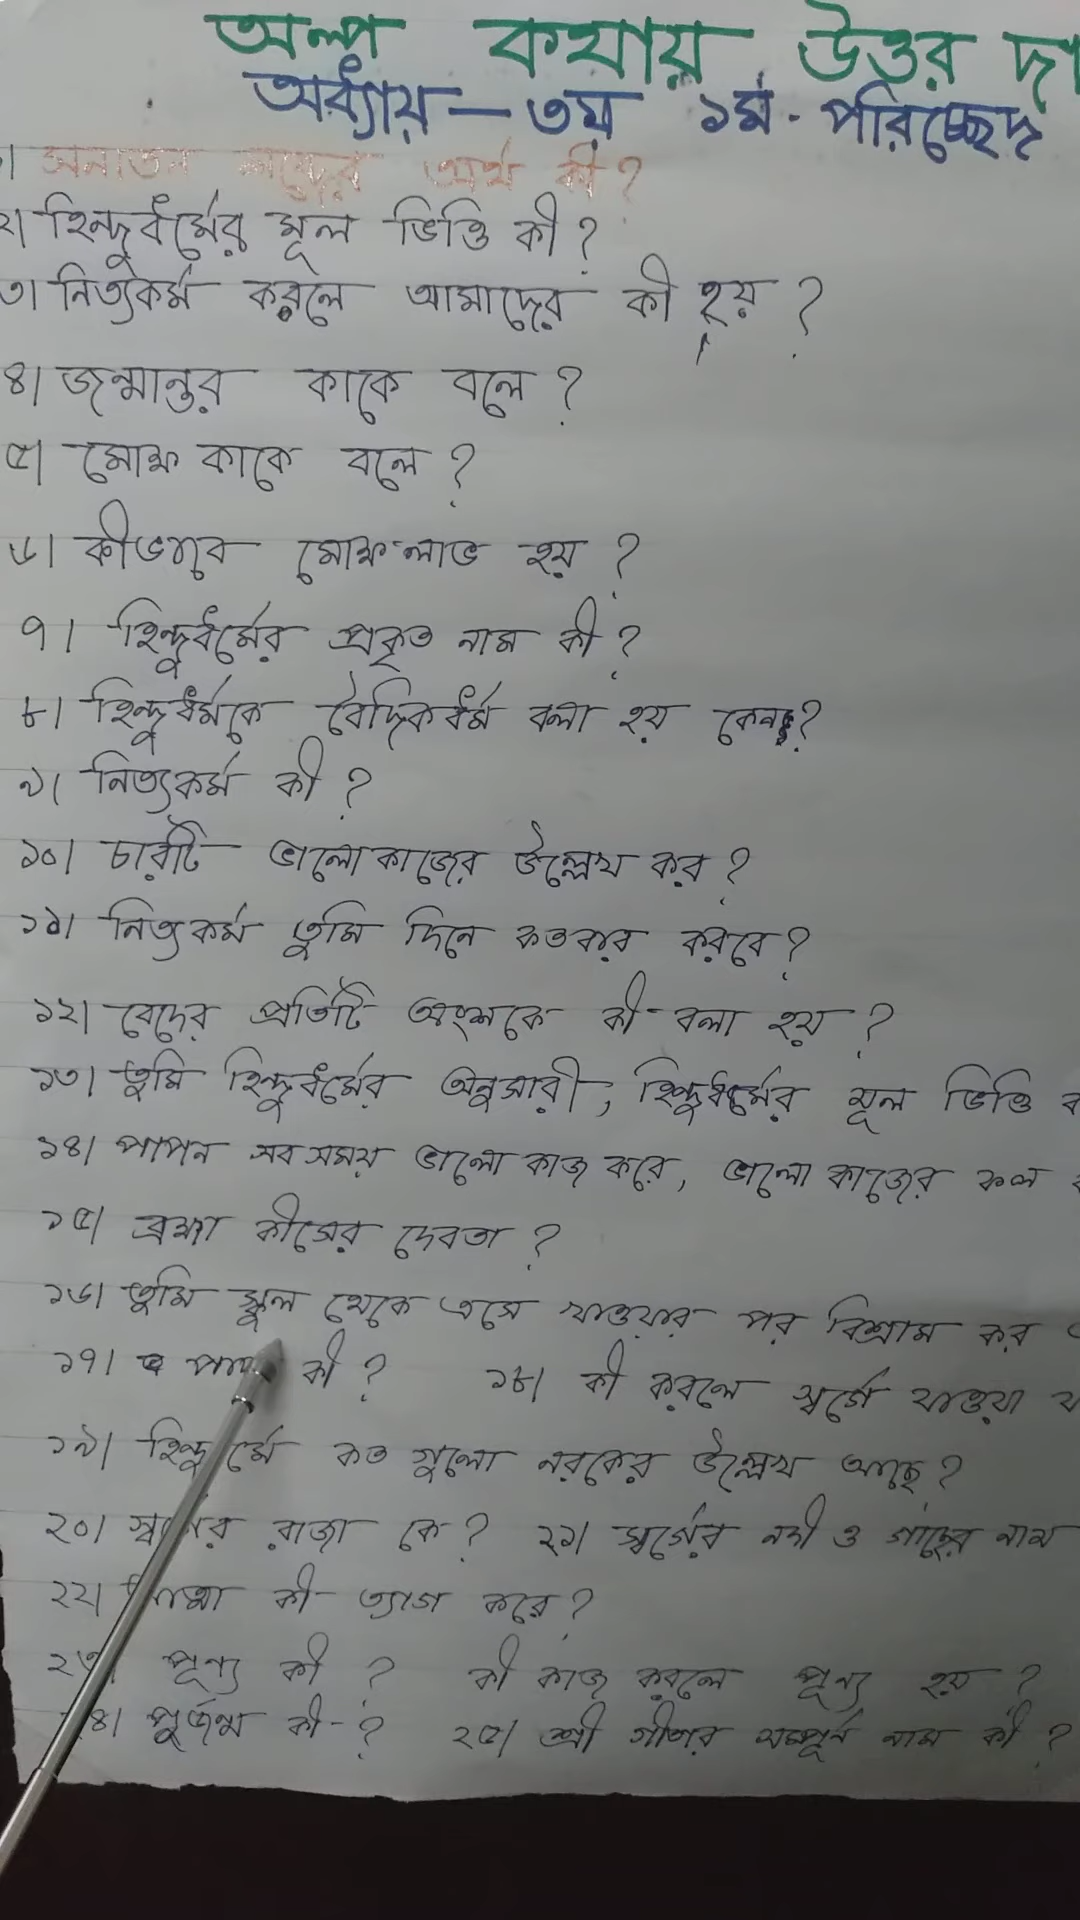 অল্প কথায় উত্তর দা
অধ্যায় – ৩য় ১ম. পরিচ্ছেদ
১। সনাতন শব্দের অর্থ কী?
২। হিন্দুধর্মের মূল ভিত্তি কী?
৩। নিত্যকর্ম করলে আমাদের কী হয়?
৪। জন্মান্তর কাকে বলে?
৫। মোক্ষ কাকে বলে?
৬। কীভাবে মোক্ষলাভ হয়?
৭। হিন্দুধর্মের প্রকৃত নাম কী?
৮। হিন্দুধর্মকে বৈদিকধর্ম বলা হয় কেন?
৯। নিত্যকর্ম কী?
১০। চারটি ভালো কাজের উল্লেখ কর?
১১। নিত্যকর্ম তুমি দিনে কতবার করবে?
১২। বেদের প্রতিটি অংশকে কী বলা হয়?
১৩। তুমি হিন্দুধর্মের অনুসারী, হিন্দুধর্মের মূল ভিত্তি ক
১৪। পাপন সব সময় ভালো কাজ করে, ভালো কাজের ফল
১৫। ব্রহ্মা কীসের দেবতা?
১৬। তুমি স্কুল থেকে এসে খাওয়ার পর বিশ্রাম কর
১৭। কী? ১৮। কী করলে স্বর্গে যাওয়া য
১৯। হিন্দুধর্মে কত গুলো নরকের উল্লেখ আছে?
২০। স্বর্গের রাজা কে? ২১। স্বর্গের নদী ও গাছের নাম
২২। কী ত্যাগ করে?
২৩। পূণ্য কী? কী কাজ করলে পূণ্য হয়?
২৪। পুর্জন্ম কী-? ২৫। শ্রী গীতার সম্পূর্ন নাম কী?